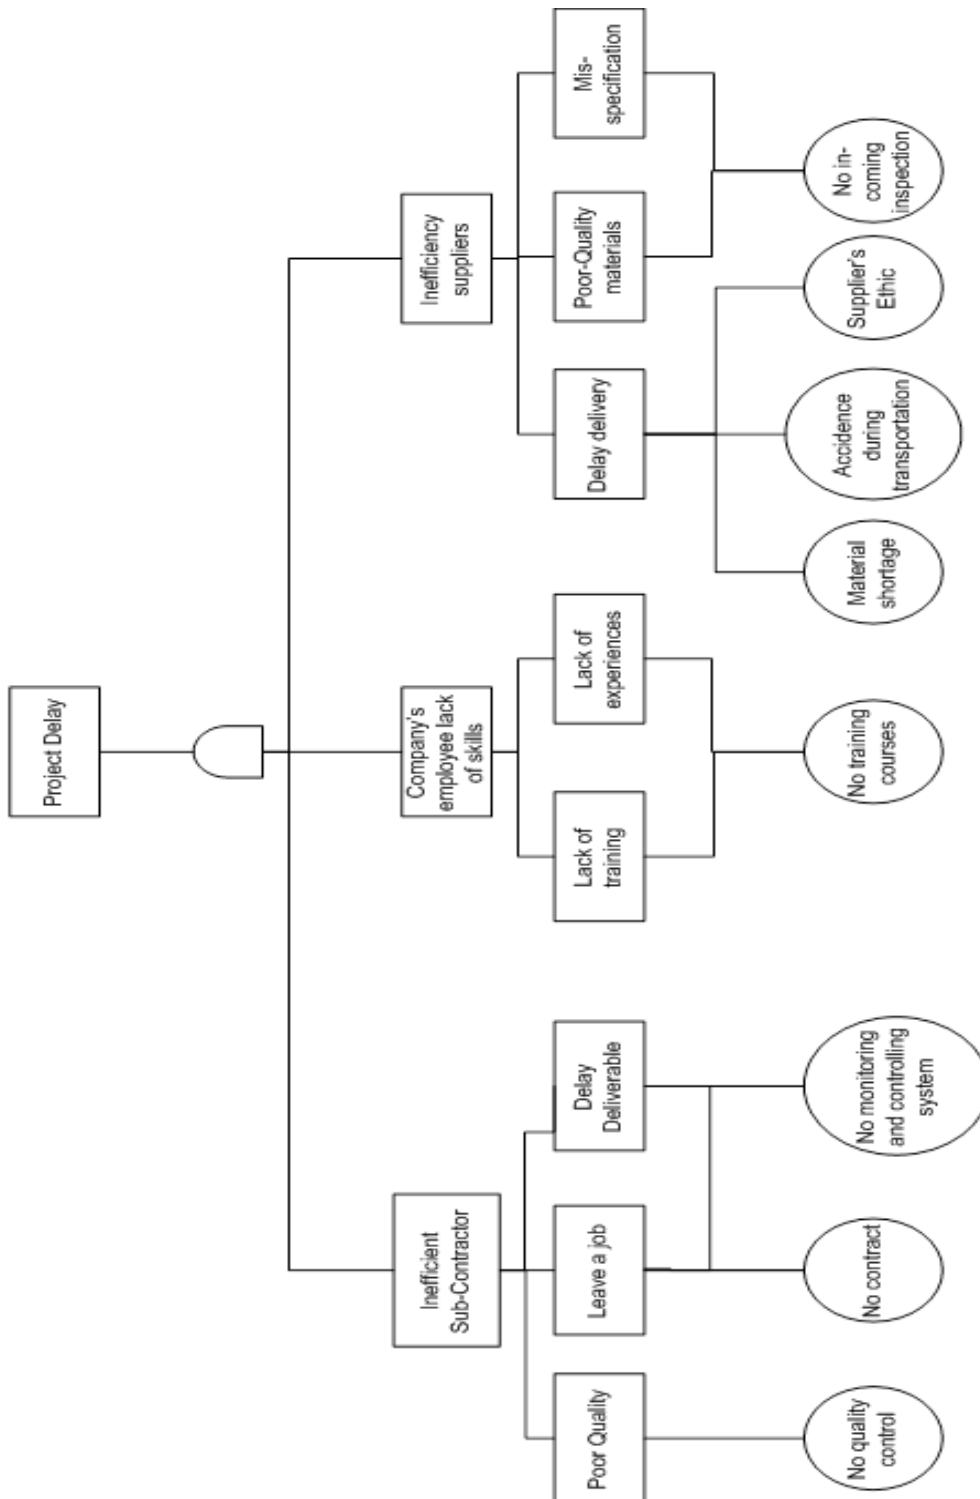 Project Delay
Inefficient
Sub-Contractor
Company's
employee lack
of skills
Inefficiency
suppliers
Poor Quality
Leave a job
Delay
Deliverable
Lack of
training
Lack of
experiences
Delay delivery
Poor-Quality
materials
Mis-
specification
No quality
control
No contract
No monitoring
and controlling
system
No training
courses
Material
shortage
Accidence
during
transportation
Supplier's
Ethic
No in-
coming
inspection